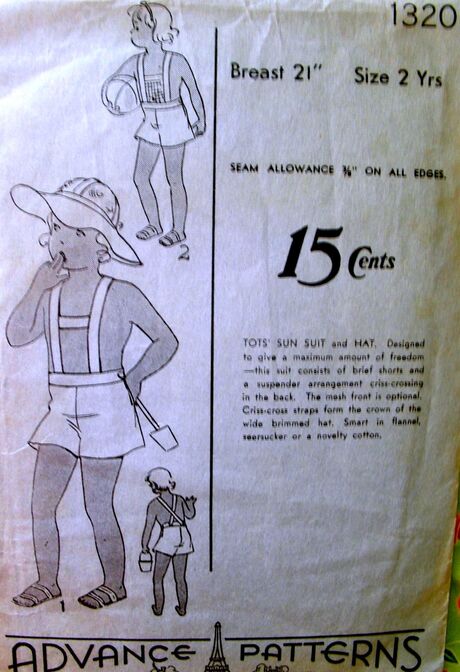 1320
Breast 21" Size 2 Yrs
SEAM ALLOWANCE ⅜" ON ALL EDGES.
15 Cents
TOTS' SUN SUIT and HAT. Designed
to give a maximum amount of freedom
—this suit consists of brief shorts and
a suspender arrangement criss-crossing
in the back. The mesh front is optional.
Criss-cross straps form the crown of the
wide brimmed hat. Smart in flannel,
seersucker or a novelty cotton.
2
1
ADVANCE PATTERNS